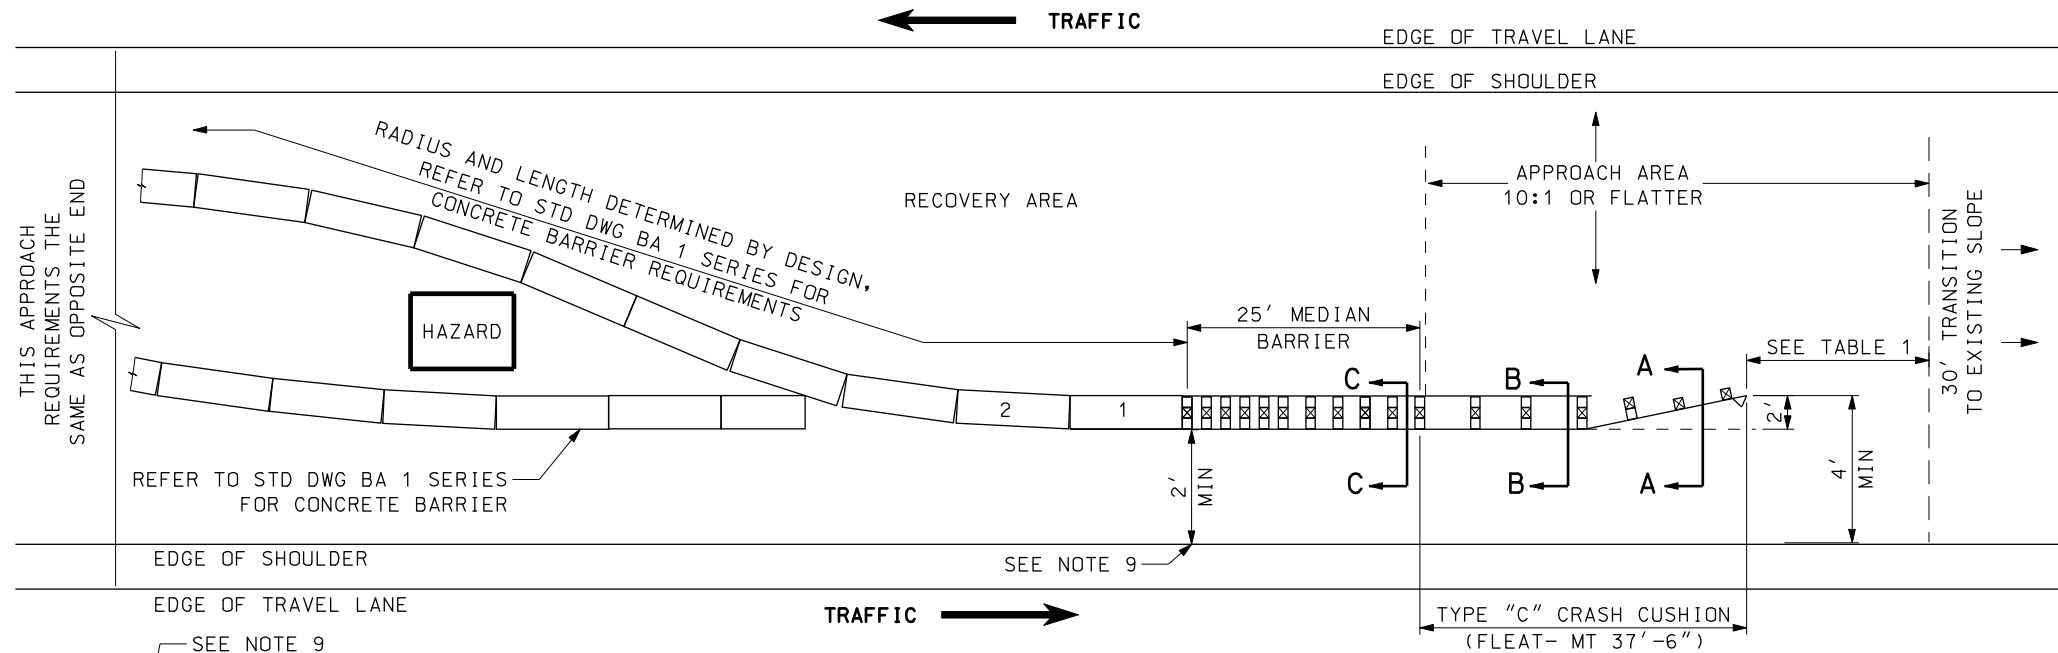 TRAFFIC
EDGE OF TRAVEL LANE
EDGE OF SHOULDER
RADIUS AND LENGTH DETERMINED BY DESIGN,
REFER TO STD DWG BA 1 SERIES FOR
CONCRETE BARRIER REQUIREMENTS
RECOVERY AREA
APPROACH AREA
10:1 OR FLATTER
THIS APPROACH
REQUIREMENTS THE
SAME AS OPPOSITE END
HAZARD
25' MEDIAN
BARRIER
SEE TABLE 1
30' TRANSITION
TO EXISTING SLOPE
C
B
A
2
1
2'
4'
MIN
2'
MIN
C
B
A
REFER TO STD DWG BA 1 SERIES
FOR CONCRETE BARRIER
EDGE OF SHOULDER
SEE NOTE 9
EDGE OF TRAVEL LANE
TRAFFIC
TYPE "C" CRASH CUSHION
(FLEAT- MT 37'-6")
SEE NOTE 9